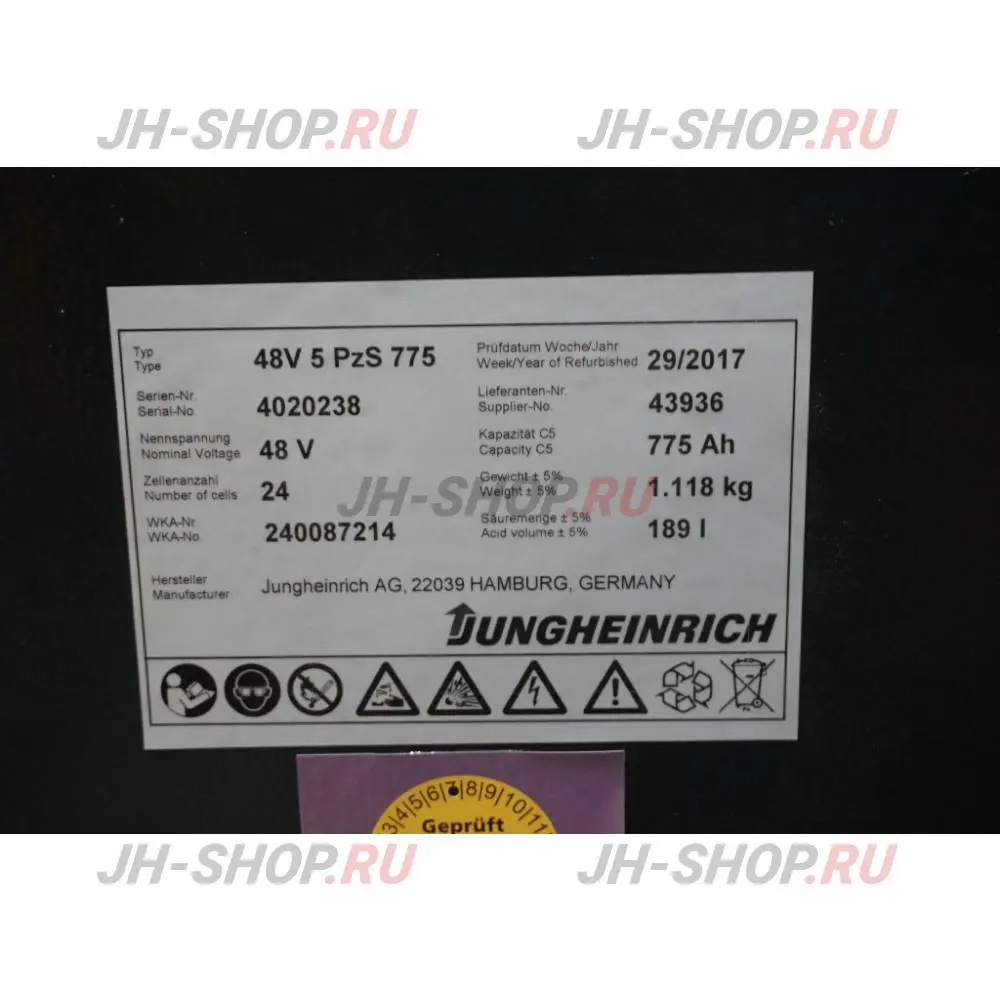 JH-SHOP.RU JH-SHOP.RU
Typ
Type
48V 5 PzS 775
Prüfdatum Woche/Jahr
Week/Year of Refurbished
29/2017
Serien-Nr.
Serial-No.
4020238
Lieferanten-Nr.
Supplier-No.
43936
Nennspannung
Nominal Voltage
48 V
Kapazität C5
Capacity C5
775 Ah
Zellenanzahl
Number of cells
24
JH-SHOP.RU
Gewicht ± 5%
Weight ± 5%
1.118 kg
WKA-Nr.
WKA-No.
240087214
Säuremenge ± 5%
Acid volume ± 5%
189 l
Hersteller
Manufacturer
Jungheinrich AG, 22039 HAMBURG, GERMANY
JUNGHEINRICH
3|4|5|6|7|8|9|10|11
Geprüft
JH-SHOP.RU JH-SHOP.RU